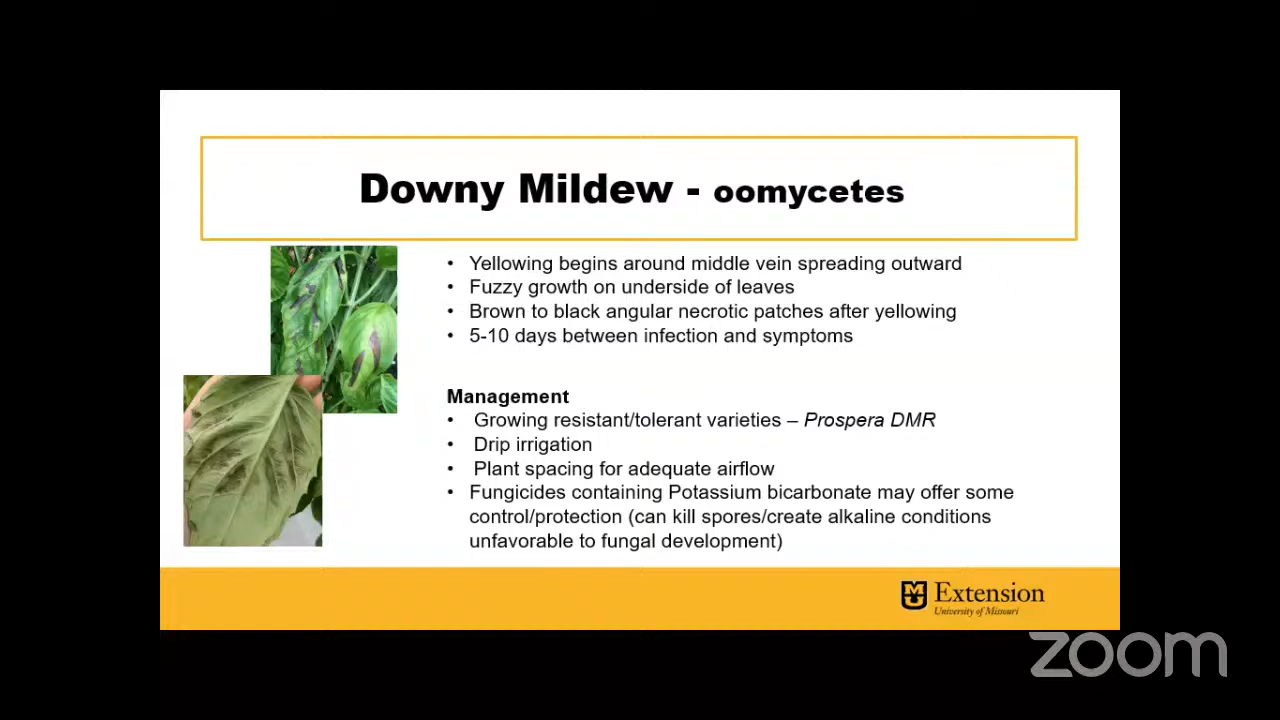 Downy Mildew - oomycetes
• Yellowing begins around middle vein spreading outward
• Fuzzy growth on underside of leaves
• Brown to black angular necrotic patches after yellowing
• 5-10 days between infection and symptoms
Management
• Growing resistant/tolerant varieties – Prospera DMR
• Drip irrigation
• Plant spacing for adequate airflow
• Fungicides containing Potassium bicarbonate may offer some
control/protection (can kill spores/create alkaline conditions
unfavorable to fungal development)
Extension
University of Missouri
zoom